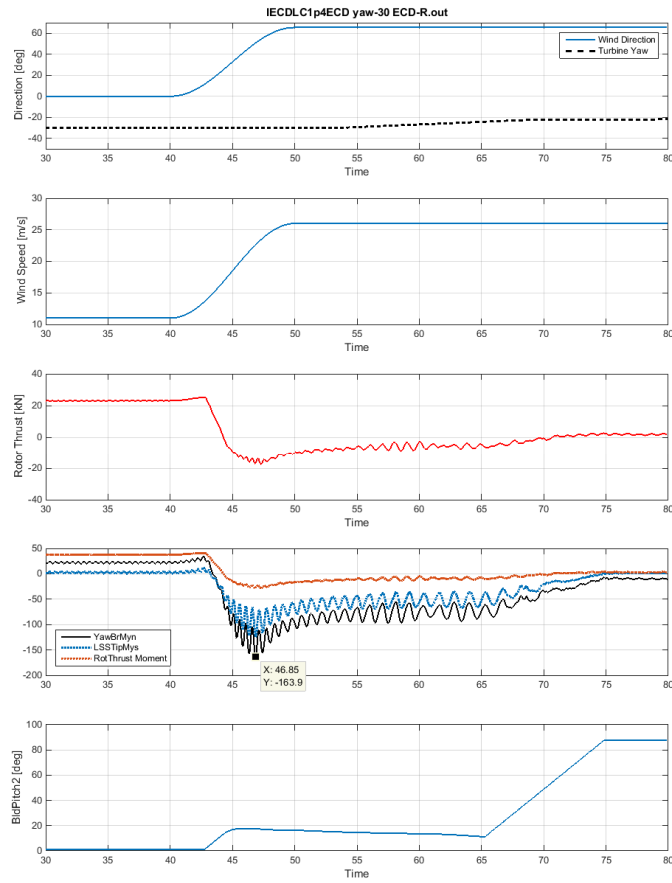 IECDLC1p4ECD yaw-30 ECD-R.out
Direction [deg]
60
40
20
0
-20
-40
Wind Direction
Turbine Yaw
30 35 40 45 50 55 60 65 70 75 80
Time
Wind Speed [m/s]
30
25
20
15
10
30 35 40 45 50 55 60 65 70 75 80
Time
Rotor Thrust [kN]
40
20
0
-20
-40
30 35 40 45 50 55 60 65 70 75 80
Time
50
0
-50
-100
-150
-200
YawBrMyn
LSSTipMys
RotThrust Moment
X: 46.85
Y: -163.9
30 35 40 45 50 55 60 65 70 75 80
BldPitch2 [deg]
100
80
60
40
20
0
30 35 40 45 50 55 60 65 70 75 80
Time